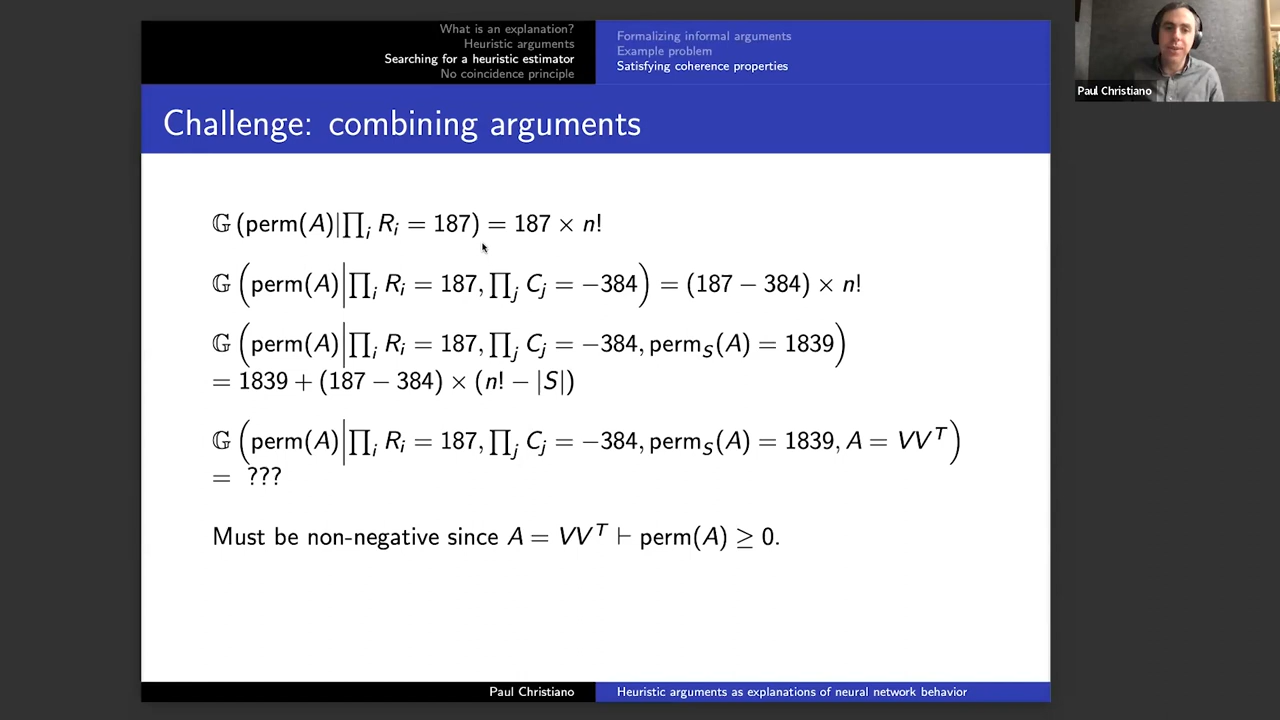 What is an explanation?
Heuristic arguments
Searching for a heuristic estimator
No coincidence principle
Formalizing informal arguments
Example problem
Satisfying coherence properties
Paul Christiano
Challenge: combining arguments
𝔾 (perm(A)|∏ᵢ Rᵢ = 187) = 187 × n!
𝔾 (perm(A)|∏ᵢ Rᵢ = 187, ∏ⱼ Cⱼ = −384) = (187 − 384) × n!
𝔾 (perm(A)|∏ᵢ Rᵢ = 187, ∏ⱼ Cⱼ = −384, perm_S(A) = 1839)
= 1839 + (187 − 384) × (n! − |S|)
𝔾 (perm(A)|∏ᵢ Rᵢ = 187, ∏ⱼ Cⱼ = −384, perm_S(A) = 1839, A = VVᵀ)
= ???
Must be non-negative since A = VVᵀ ⊢ perm(A) ≥ 0.
Paul Christiano
Heuristic arguments as explanations of neural network behavior